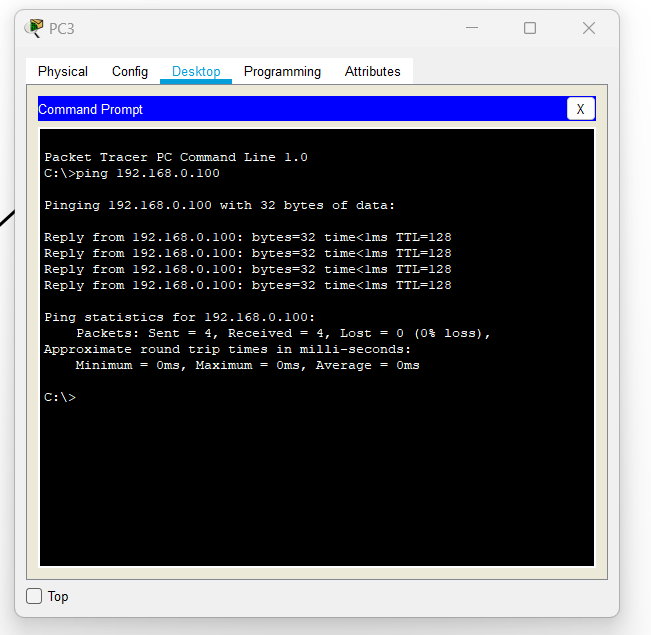 PC3
Physical Config Desktop Programming Attributes
Command Prompt
X
Packet Tracer PC Command Line 1.0
C:\>ping 192.168.0.100
Pinging 192.168.0.100 with 32 bytes of data:
Reply from 192.168.0.100: bytes=32 time<1ms TTL=128
Reply from 192.168.0.100: bytes=32 time<1ms TTL=128
Reply from 192.168.0.100: bytes=32 time<1ms TTL=128
Reply from 192.168.0.100: bytes=32 time<1ms TTL=128
Ping statistics for 192.168.0.100:
Packets: Sent = 4, Received = 4, Lost = 0 (0% loss),
Approximate round trip times in milli-seconds:
Minimum = 0ms, Maximum = 0ms, Average = 0ms
C:\>
Top